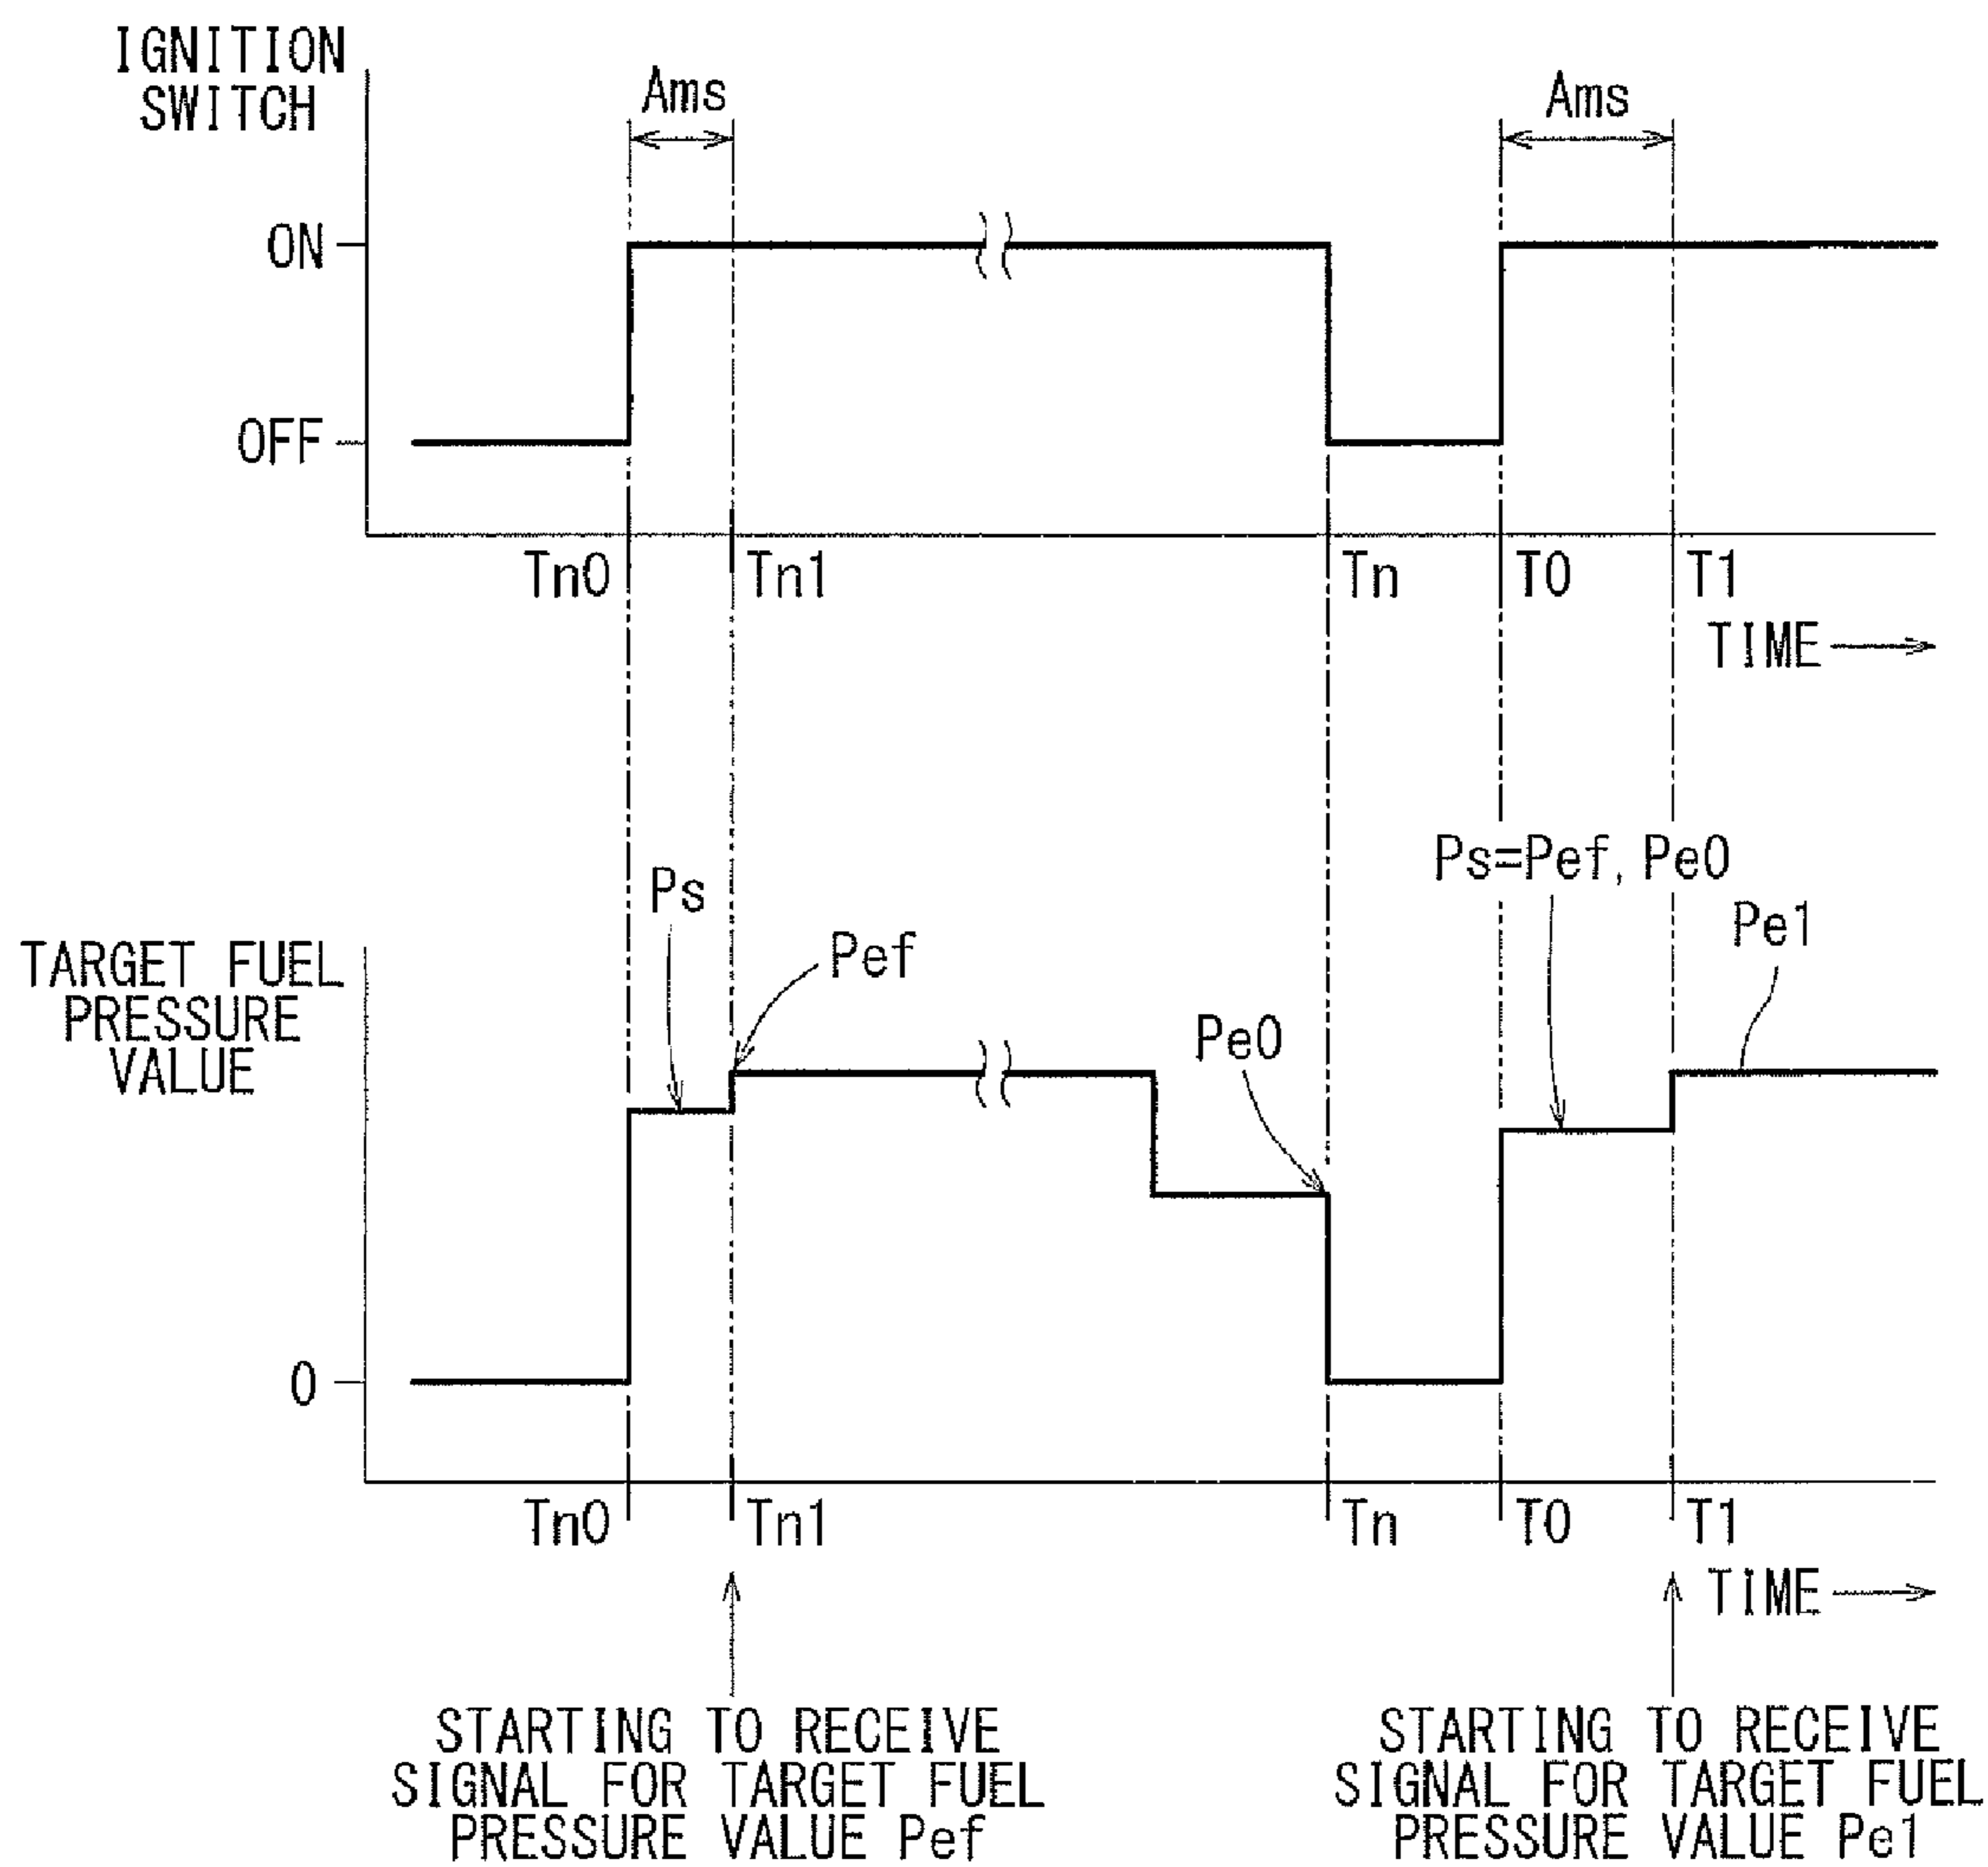 IGNITION
SWITCH
Ams
Ams
ON
OFF
Tn0
Tn1
Tn
T0
T1
TIME
Ps=Pef, Pe0
Ps
Pe1
Pef
TARGET FUEL
PRESSURE
VALUE
Pe0
0
Tn0
Tn1
Tn
T0
T1
TIME
STARTING TO RECEIVE
SIGNAL FOR TARGET FUEL
PRESSURE VALUE Pef
STARTING TO RECEIVE
SIGNAL FOR TARGET FUEL
PRESSURE VALUE Pe1